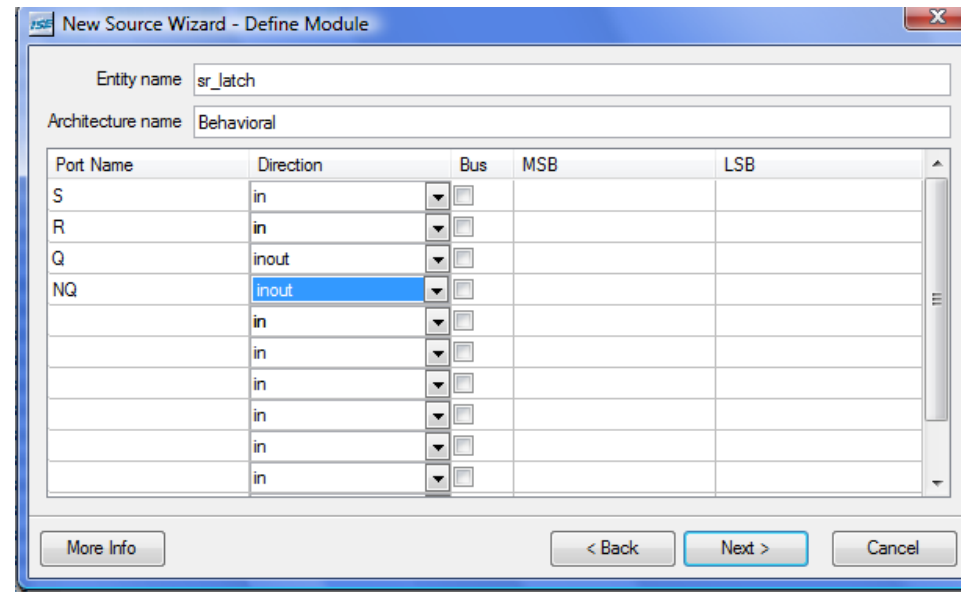 ISE New Source Wizard - Define Module
X
Entity name sr_latch
Architecture name Behavioral
Port Name Direction Bus MSB LSB
S in
R in
Q inout
NQ inout
in
in
in
in
in
in
More Info < Back Next > Cancel